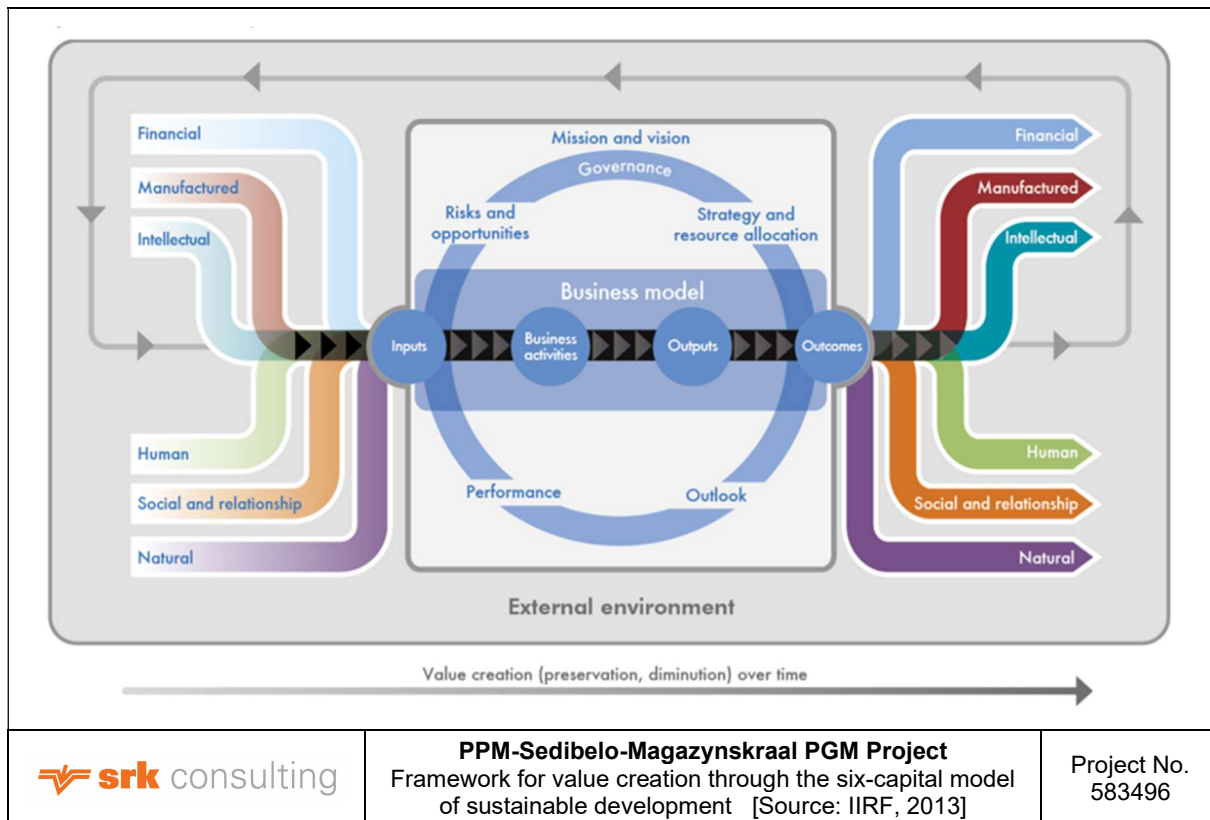 Financial
Manufactured
Intellectual
Human
Social and relationship
Natural
Mission and vision
Governance
Risks and
opportunities
Strategy and
resource allocation
Business model
Inputs
Business
activities
Outputs
Outcomes
Performance
Outlook
Financial
Manufactured
Intellectual
Human
Social and relationship
Natural
External environment
Value creation (preservation, diminution) over time
srk consulting
PPM-Sedibelo-Magazynskraal PGM Project
Framework for value creation through the six-capital model
of sustainable development [Source: IIRF, 2013]
Project No.
583496